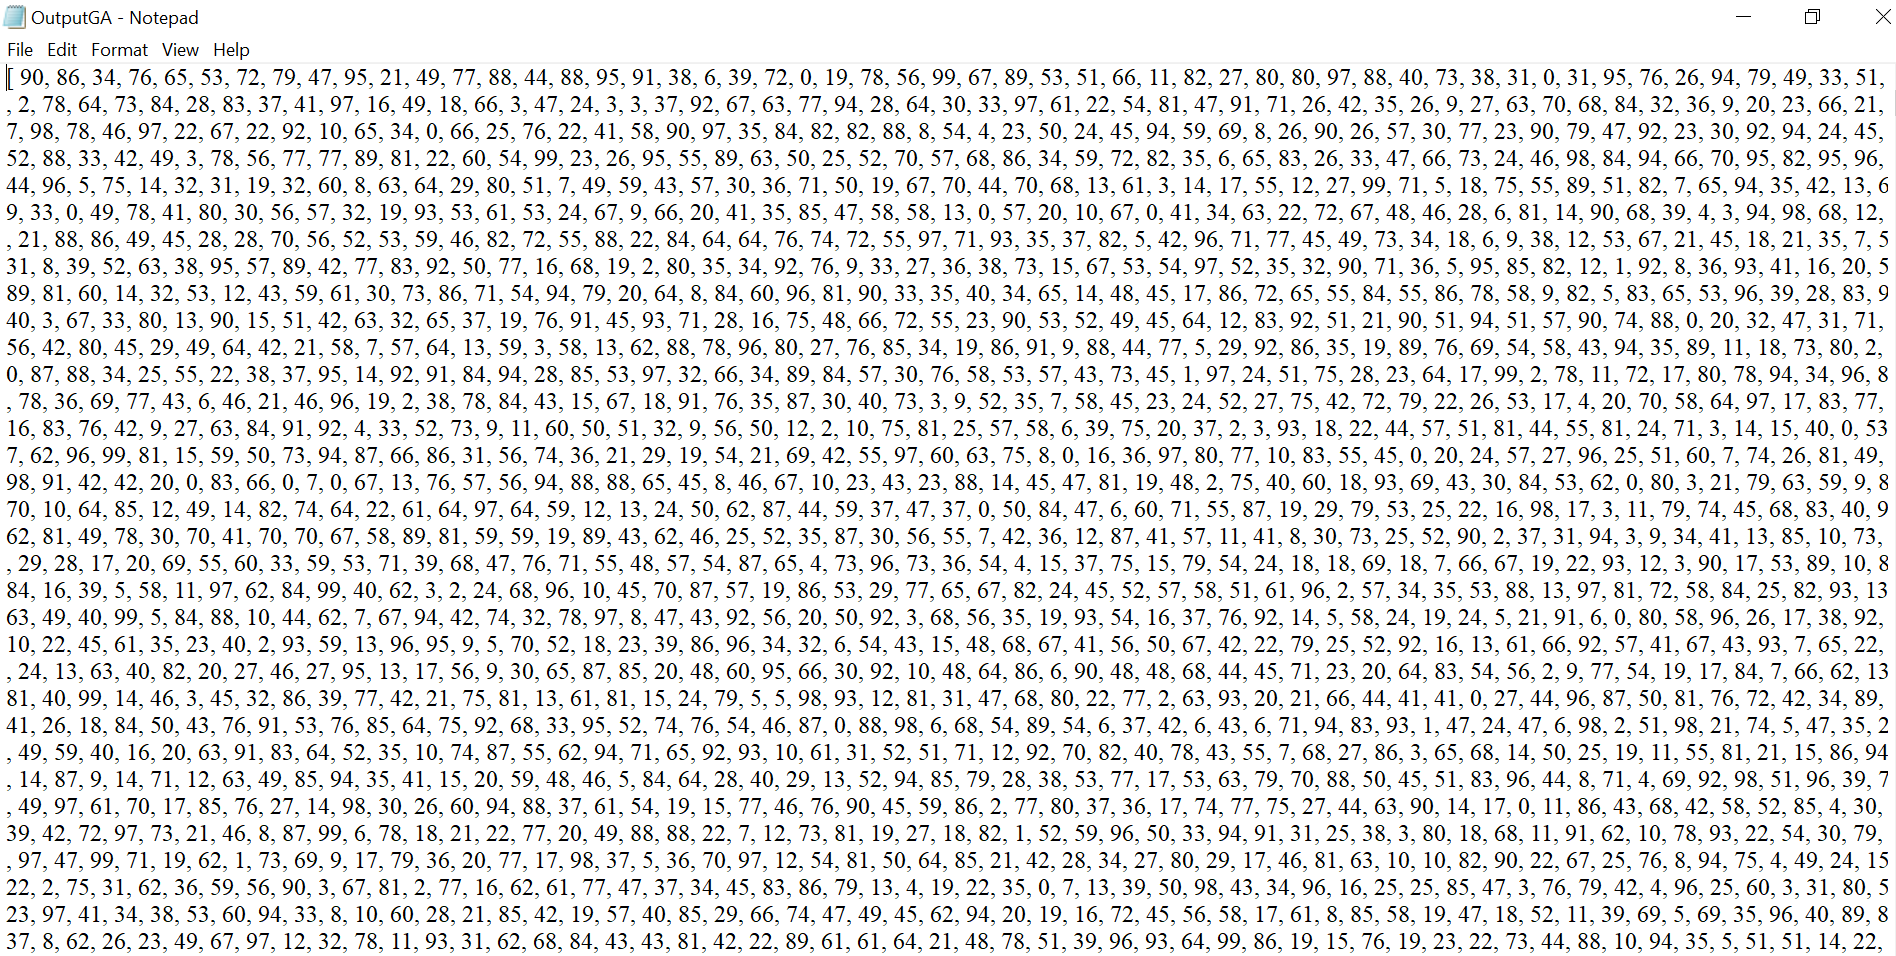 OutputGA - Notepad
File Edit Format View Help
[ 90, 86, 34, 76, 65, 53, 72, 79, 47, 95, 21, 49, 77, 88, 44, 88, 95, 91, 38, 6, 39, 72, 0, 19, 78, 56, 99, 67, 89, 53, 51, 66, 11, 82, 27, 80, 80, 97, 88, 40, 73, 38, 31, 0, 31, 95, 76, 26, 94, 79, 49, 33, 51,
, 2, 78, 64, 73, 84, 28, 83, 37, 41, 97, 16, 49, 18, 66, 3, 47, 24, 3, 3, 37, 92, 67, 63, 77, 94, 28, 64, 30, 33, 97, 61, 22, 54, 81, 47, 91, 71, 26, 42, 35, 26, 9, 27, 63, 70, 68, 84, 32, 36, 9, 20, 23, 66, 21,
7, 98, 78, 46, 97, 22, 67, 22, 92, 10, 65, 34, 0, 66, 25, 76, 22, 41, 58, 90, 97, 35, 84, 82, 82, 88, 8, 54, 4, 23, 50, 24, 45, 94, 59, 69, 8, 26, 90, 26, 57, 30, 77, 23, 90, 79, 47, 92, 23, 30, 92, 94, 24, 45,
52, 88, 33, 42, 49, 3, 78, 56, 77, 77, 89, 81, 22, 60, 54, 99, 23, 26, 95, 55, 89, 63, 50, 25, 52, 70, 57, 68, 86, 34, 59, 72, 82, 35, 6, 65, 83, 26, 33, 47, 66, 73, 24, 46, 98, 84, 94, 66, 70, 95, 82, 95, 96,
44, 96, 5, 75, 14, 32, 31, 19, 32, 60, 8, 63, 64, 29, 80, 51, 7, 49, 59, 43, 57, 30, 36, 71, 50, 19, 67, 70, 44, 70, 68, 13, 61, 3, 14, 17, 55, 12, 27, 99, 71, 5, 18, 75, 55, 89, 51, 82, 7, 65, 94, 35, 42, 13, 6
9, 33, 0, 49, 78, 41, 80, 30, 56, 57, 32, 19, 93, 53, 61, 53, 24, 67, 9, 66, 20, 41, 35, 85, 47, 58, 58, 13, 0, 57, 20, 10, 67, 0, 41, 34, 63, 22, 72, 67, 48, 46, 28, 6, 81, 14, 90, 68, 39, 4, 3, 94, 98, 68, 12,
, 21, 88, 86, 49, 45, 28, 28, 70, 56, 52, 53, 59, 46, 82, 72, 55, 88, 22, 84, 64, 64, 76, 74, 72, 55, 97, 71, 93, 35, 37, 82, 5, 42, 96, 71, 77, 45, 49, 73, 34, 18, 6, 9, 38, 12, 53, 67, 21, 45, 18, 21, 35, 7, 5
31, 8, 39, 52, 63, 38, 95, 57, 89, 42, 77, 83, 92, 50, 77, 16, 68, 19, 2, 80, 35, 34, 92, 76, 9, 33, 27, 36, 38, 73, 15, 67, 53, 54, 97, 52, 35, 32, 90, 71, 36, 5, 95, 85, 82, 12, 1, 92, 8, 36, 93, 41, 16, 20, 5
89, 81, 60, 14, 32, 53, 12, 43, 59, 61, 30, 73, 86, 71, 54, 94, 79, 20, 64, 8, 84, 60, 96, 81, 90, 33, 35, 40, 34, 65, 14, 48, 45, 17, 86, 72, 65, 55, 84, 55, 86, 78, 58, 9, 82, 5, 83, 65, 53, 96, 39, 28, 83, 9
40, 3, 67, 33, 80, 13, 90, 15, 51, 42, 63, 32, 65, 37, 19, 76, 91, 45, 93, 71, 28, 16, 75, 48, 66, 72, 55, 23, 90, 53, 52, 49, 45, 64, 12, 83, 92, 51, 21, 90, 51, 94, 51, 57, 90, 74, 88, 0, 20, 32, 47, 31, 71,
56, 42, 80, 45, 29, 49, 64, 42, 21, 58, 7, 57, 64, 13, 59, 3, 58, 13, 62, 88, 78, 96, 80, 27, 76, 85, 34, 19, 86, 91, 9, 88, 44, 77, 5, 29, 92, 86, 35, 19, 89, 76, 69, 54, 58, 43, 94, 35, 89, 11, 18, 73, 80, 2,
0, 87, 88, 34, 25, 55, 22, 38, 37, 95, 14, 92, 91, 84, 94, 28, 85, 53, 97, 32, 66, 34, 89, 84, 57, 30, 76, 58, 53, 57, 43, 73, 45, 1, 97, 24, 51, 75, 28, 23, 64, 17, 99, 2, 78, 11, 72, 17, 80, 78, 94, 34, 96, 8
, 78, 36, 69, 77, 43, 6, 46, 21, 46, 96, 19, 2, 38, 78, 84, 43, 15, 67, 18, 91, 76, 35, 87, 30, 40, 73, 3, 9, 52, 35, 7, 58, 45, 23, 24, 52, 27, 75, 42, 72, 79, 22, 26, 53, 17, 4, 20, 70, 58, 64, 97, 17, 83, 77,
16, 83, 76, 42, 9, 27, 63, 84, 91, 92, 4, 33, 52, 73, 9, 11, 60, 50, 51, 32, 9, 56, 50, 12, 2, 10, 75, 81, 25, 57, 58, 6, 39, 75, 20, 37, 2, 3, 93, 18, 22, 44, 57, 51, 81, 44, 55, 81, 24, 71, 3, 14, 15, 40, 0, 53
7, 62, 96, 99, 81, 15, 59, 50, 73, 94, 87, 66, 86, 31, 56, 74, 36, 21, 29, 19, 54, 21, 69, 42, 55, 97, 60, 63, 75, 8, 0, 16, 36, 97, 80, 77, 10, 83, 55, 45, 0, 20, 24, 57, 27, 96, 25, 51, 60, 7, 74, 26, 81, 49,
98, 91, 42, 42, 20, 0, 83, 66, 0, 7, 0, 67, 13, 76, 57, 56, 94, 88, 88, 65, 45, 8, 46, 67, 10, 23, 43, 23, 88, 14, 45, 47, 81, 19, 48, 2, 75, 40, 60, 18, 93, 69, 43, 30, 84, 53, 62, 0, 80, 3, 21, 79, 63, 59, 9, 8
70, 10, 64, 85, 12, 49, 14, 82, 74, 64, 22, 61, 64, 97, 64, 59, 12, 13, 24, 50, 62, 87, 44, 59, 37, 47, 37, 0, 50, 84, 47, 6, 60, 71, 55, 87, 19, 29, 79, 53, 25, 22, 16, 98, 17, 3, 11, 79, 74, 45, 68, 83, 40, 9
62, 81, 49, 78, 30, 70, 41, 70, 70, 67, 58, 89, 81, 59, 59, 19, 89, 43, 62, 46, 25, 52, 35, 87, 30, 56, 55, 7, 42, 36, 12, 87, 41, 57, 11, 41, 8, 30, 73, 25, 52, 90, 2, 37, 31, 94, 3, 9, 34, 41, 13, 85, 10, 73,
, 29, 28, 17, 20, 69, 55, 60, 33, 59, 53, 71, 39, 68, 47, 76, 71, 55, 48, 57, 54, 87, 65, 4, 73, 96, 73, 36, 54, 4, 15, 37, 75, 15, 79, 54, 24, 18, 18, 69, 18, 7, 66, 67, 19, 22, 93, 12, 3, 90, 17, 53, 89, 10, 8
84, 16, 39, 5, 58, 11, 97, 62, 84, 99, 40, 62, 3, 2, 24, 68, 96, 10, 45, 70, 87, 57, 19, 86, 53, 29, 77, 65, 67, 82, 24, 45, 52, 57, 58, 51, 61, 96, 2, 57, 34, 35, 53, 88, 13, 97, 81, 72, 58, 84, 25, 82, 93, 13
63, 49, 40, 99, 5, 84, 88, 10, 44, 62, 7, 67, 94, 42, 74, 32, 78, 97, 8, 47, 43, 92, 56, 20, 50, 92, 3, 68, 56, 35, 19, 93, 54, 16, 37, 76, 92, 14, 5, 58, 24, 19, 24, 5, 21, 91, 6, 0, 80, 58, 96, 26, 17, 38, 92,
10, 22, 45, 61, 35, 23, 40, 2, 93, 59, 13, 96, 95, 9, 5, 70, 52, 18, 23, 39, 86, 96, 34, 32, 6, 54, 43, 15, 48, 68, 67, 41, 56, 50, 67, 42, 22, 79, 25, 52, 92, 16, 13, 61, 66, 92, 57, 41, 67, 43, 93, 7, 65, 22,
, 24, 13, 63, 40, 82, 20, 27, 46, 27, 95, 13, 17, 56, 9, 30, 65, 87, 85, 20, 48, 60, 95, 66, 30, 92, 10, 48, 64, 86, 6, 90, 48, 48, 68, 44, 45, 71, 23, 20, 64, 83, 54, 56, 2, 9, 77, 54, 19, 17, 84, 7, 66, 62, 13
81, 40, 99, 14, 46, 3, 45, 32, 86, 39, 77, 42, 21, 75, 81, 13, 61, 81, 15, 24, 79, 5, 5, 98, 93, 12, 81, 31, 47, 68, 80, 22, 77, 2, 63, 93, 20, 21, 66, 44, 41, 41, 0, 27, 44, 96, 87, 50, 81, 76, 72, 42, 34, 89,
41, 26, 18, 84, 50, 43, 76, 91, 53, 76, 85, 64, 75, 92, 68, 33, 95, 52, 74, 76, 54, 46, 87, 0, 88, 98, 6, 68, 54, 89, 54, 6, 37, 42, 6, 43, 6, 71, 94, 83, 93, 1, 47, 24, 47, 6, 98, 2, 51, 98, 21, 74, 5, 47, 35, 2
, 49, 59, 40, 16, 20, 63, 91, 83, 64, 52, 35, 10, 74, 87, 55, 62, 94, 71, 65, 92, 93, 10, 61, 31, 52, 51, 71, 12, 92, 70, 82, 40, 78, 43, 55, 7, 68, 27, 86, 3, 65, 68, 14, 50, 25, 19, 11, 55, 81, 21, 15, 86, 94
, 14, 87, 9, 14, 71, 12, 63, 49, 85, 94, 35, 41, 15, 20, 59, 48, 46, 5, 84, 64, 28, 40, 29, 13, 52, 94, 85, 79, 28, 38, 53, 77, 17, 53, 63, 79, 70, 88, 50, 45, 51, 83, 96, 44, 8, 71, 4, 69, 92, 98, 51, 96, 39, 7
, 49, 97, 61, 70, 17, 85, 76, 27, 14, 98, 30, 26, 60, 94, 88, 37, 61, 54, 19, 15, 77, 46, 76, 90, 45, 59, 86, 2, 77, 80, 37, 36, 17, 74, 77, 75, 27, 44, 63, 90, 14, 17, 0, 11, 86, 43, 68, 42, 58, 52, 85, 4, 30,
39, 42, 72, 97, 73, 21, 46, 8, 87, 99, 6, 78, 18, 21, 22, 77, 20, 49, 88, 88, 22, 7, 12, 73, 81, 19, 27, 18, 82, 1, 52, 59, 96, 50, 33, 94, 91, 31, 25, 38, 3, 80, 18, 68, 11, 91, 62, 10, 78, 93, 22, 54, 30, 79,
, 97, 47, 99, 71, 19, 62, 1, 73, 69, 9, 17, 79, 36, 20, 77, 17, 98, 37, 5, 36, 70, 97, 12, 54, 81, 50, 64, 85, 21, 42, 28, 34, 27, 80, 29, 17, 46, 81, 63, 10, 10, 82, 90, 22, 67, 25, 76, 8, 94, 75, 4, 49, 24, 15
22, 2, 75, 31, 62, 36, 59, 56, 90, 3, 67, 81, 2, 77, 16, 62, 61, 77, 47, 37, 34, 45, 83, 86, 79, 13, 4, 19, 22, 35, 0, 7, 13, 39, 50, 98, 43, 34, 96, 16, 25, 25, 85, 47, 3, 76, 79, 42, 4, 96, 25, 60, 3, 31, 80, 5
23, 97, 41, 34, 38, 53, 60, 94, 33, 8, 10, 60, 28, 21, 85, 42, 19, 57, 40, 85, 29, 66, 74, 47, 49, 45, 62, 94, 20, 19, 16, 72, 45, 56, 58, 17, 61, 8, 85, 58, 19, 47, 18, 52, 11, 39, 69, 5, 69, 35, 96, 40, 89, 8
37, 8, 62, 26, 23, 49, 67, 97, 12, 32, 78, 11, 93, 31, 62, 68, 84, 43, 43, 81, 42, 22, 89, 61, 61, 64, 21, 48, 78, 51, 39, 96, 93, 64, 99, 86, 19, 15, 76, 19, 23, 22, 73, 44, 88, 10, 94, 35, 5, 51, 51, 14, 22,